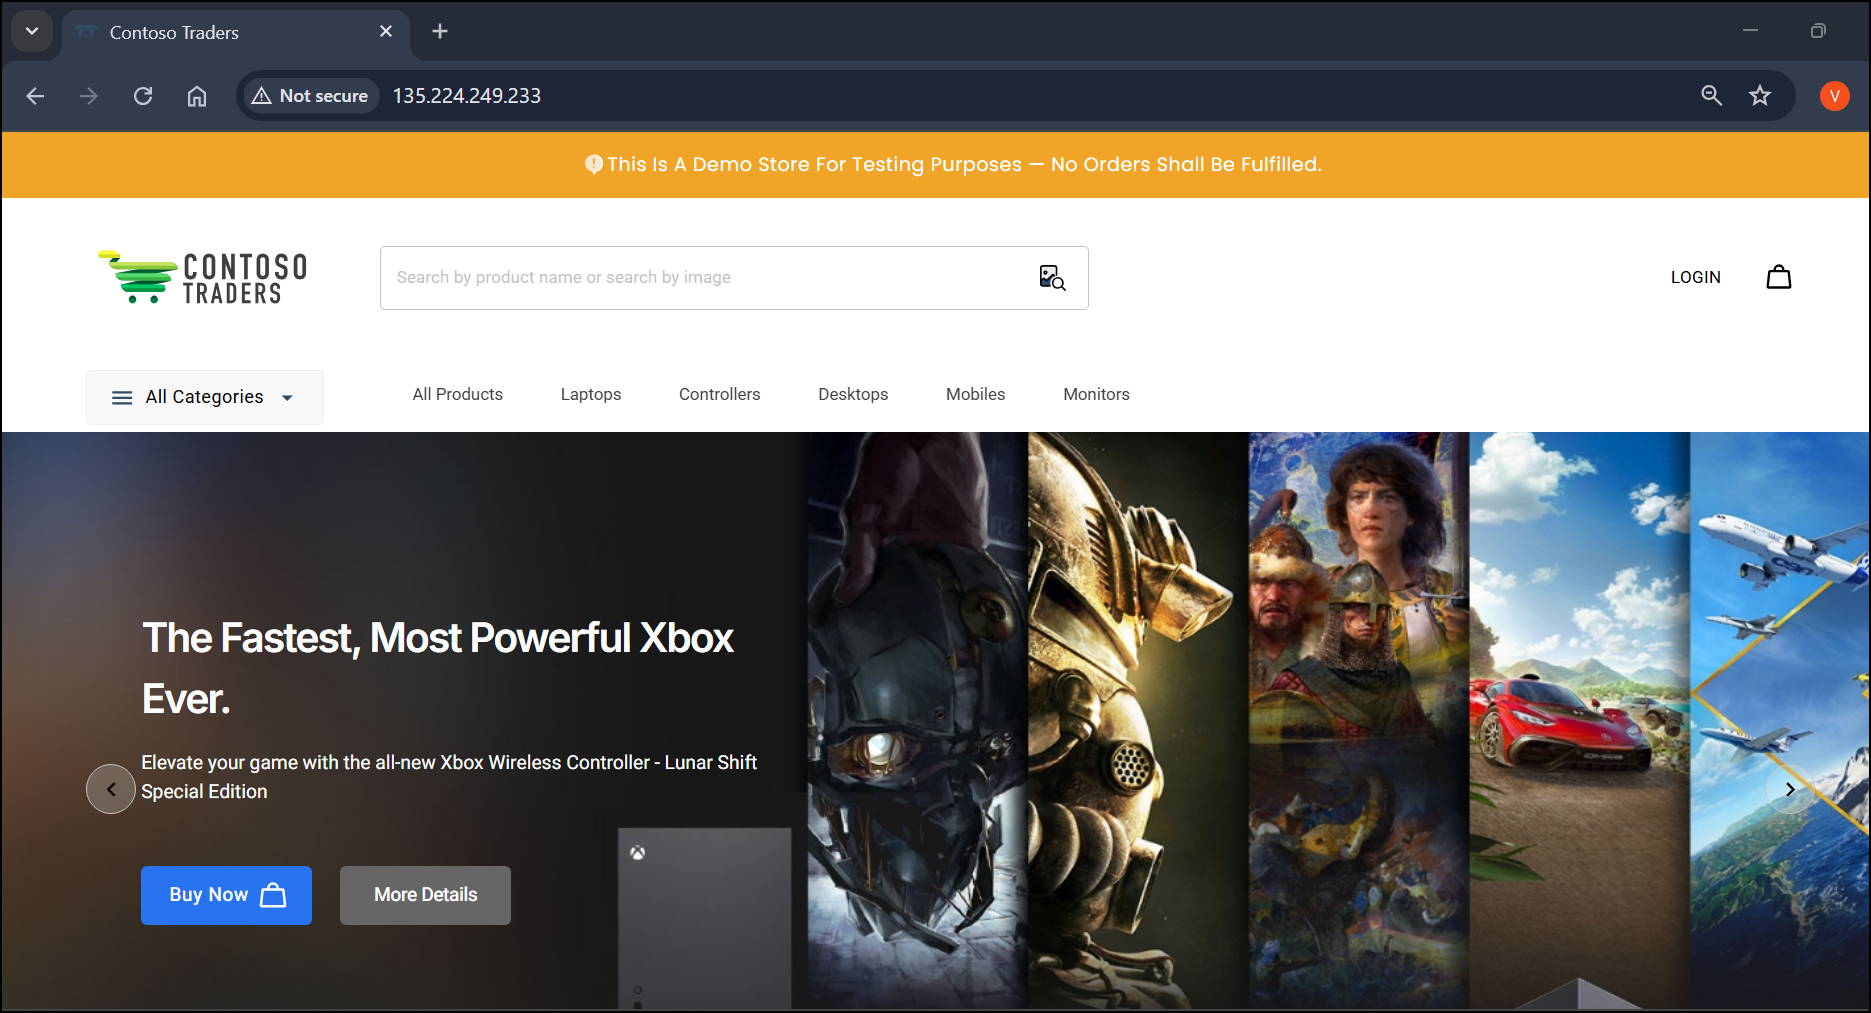 Contoso Traders
Not secure
135.224.249.233
V
This Is A Demo Store For Testing Purposes — No Orders Shall Be Fulfilled.
CONTOSO
TRADERS
Search by product name or search by image
LOGIN
All Categories
All Products
Laptops
Controllers
Desktops
Mobiles
Monitors
The Fastest, Most Powerful Xbox
Ever.
Elevate your game with the all-new Xbox Wireless Controller - Lunar Shift
Special Edition
Buy Now
More Details